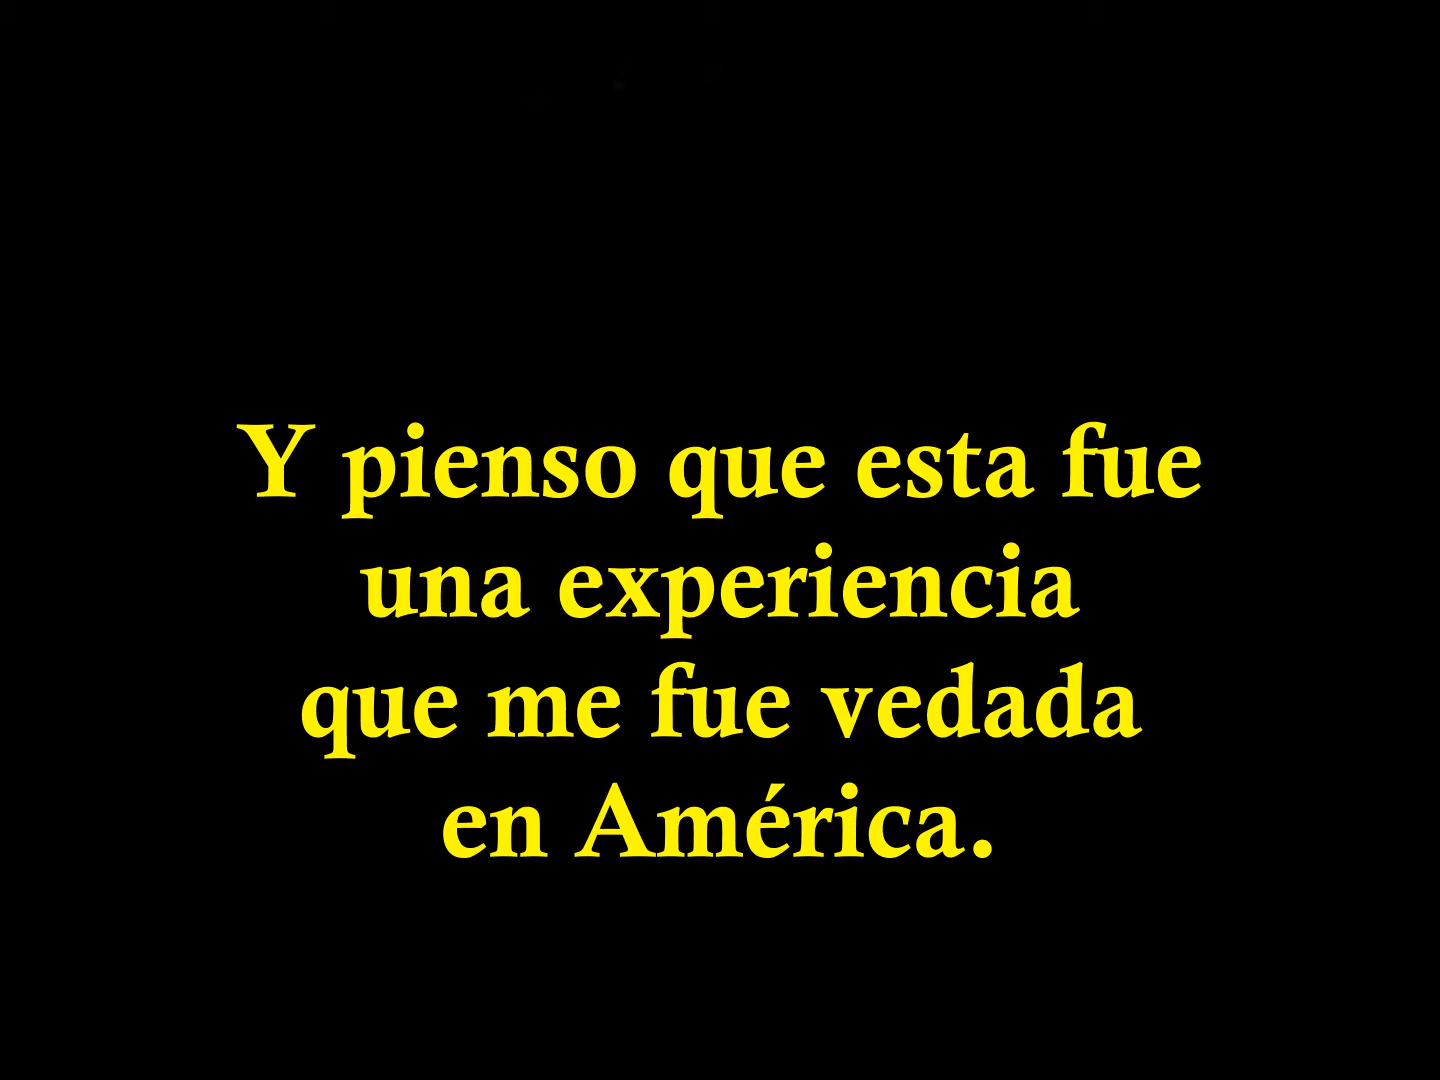 Y pienso que esta fue
una experiencia
que me fue vedada
en América.